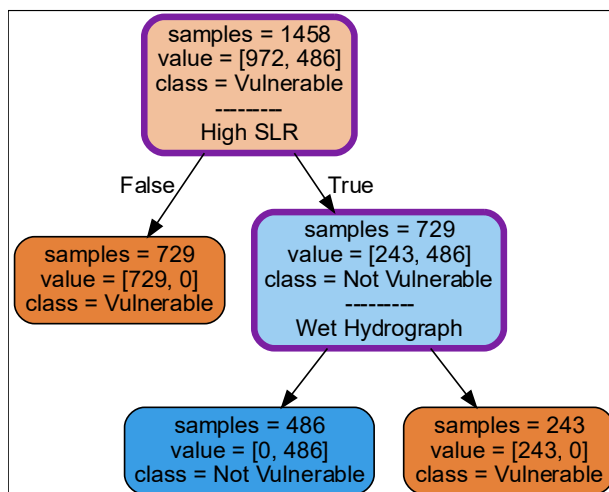 samples = 1458
value = [972, 486]
class = Vulnerable
---------
High SLR
False
True
samples = 729
value = [729, 0]
class = Vulnerable
samples = 729
value = [243, 486]
class = Not Vulnerable
---------
Wet Hydrograph
samples = 486
value = [0, 486]
class = Not Vulnerable
samples = 243
value = [243, 0]
class = Vulnerable